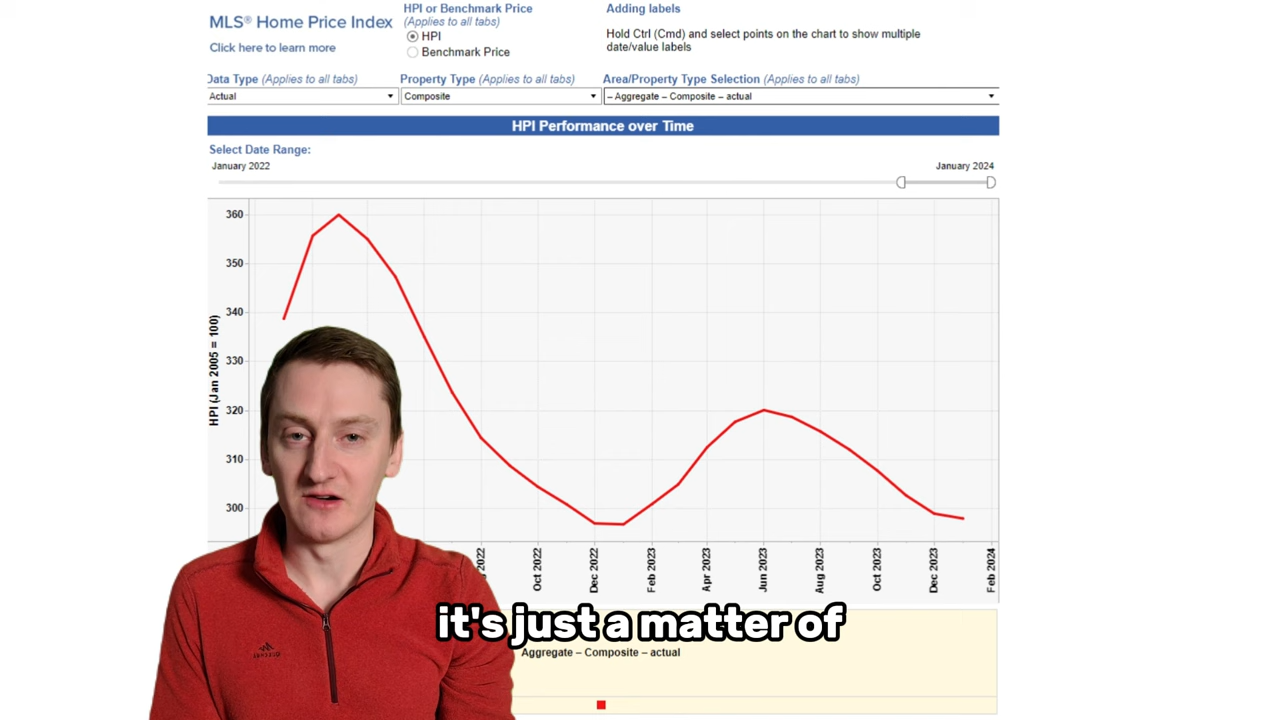 MLS® Home Price Index
Click here to learn more
HPI or Benchmark Price
(Applies to all tabs)
HPI
Benchmark Price
Adding labels
Hold Ctrl (Cmd) and select points on the chart to show multiple
date/value labels
Data Type (Applies to all tabs)
Property Type (Applies to all tabs)
Area/Property Type Selection (Applies to all tabs)
Actual
Composite
– Aggregate – Composite – actual
HPI Performance over Time
Select Date Range:
January 2022
January 2024
HPI (Jan 2005 = 100)
360
350
340
330
320
310
300
2022
Oct 2022
Dec 2022
Feb 2023
Apr 2023
Jun 2023
Aug 2023
Oct 2023
Dec 2023
Feb 2024
it's just a matter of
Aggregate – Composite – actual